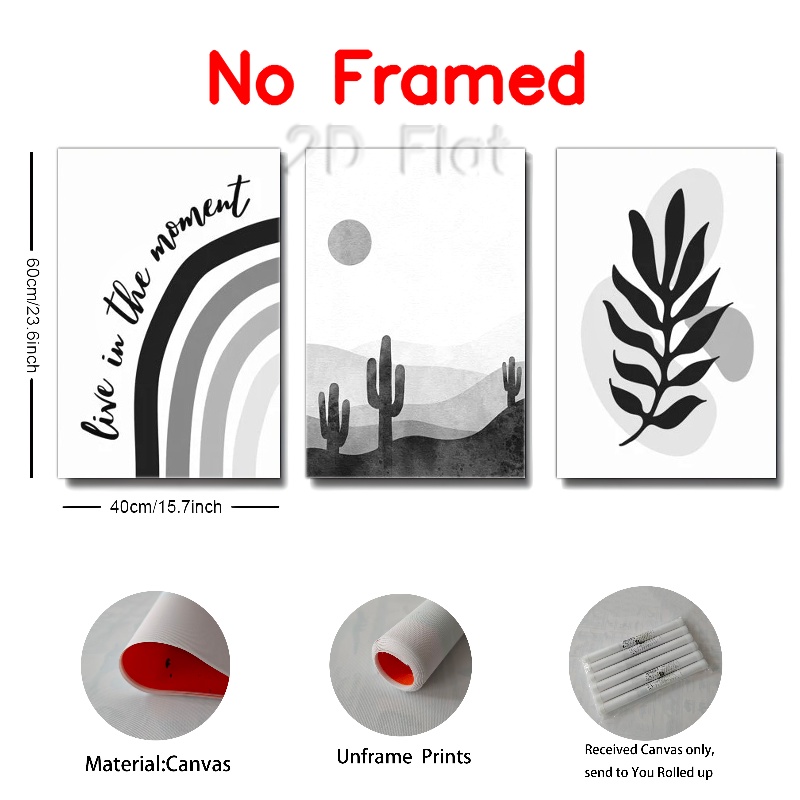 No Framed
2D Flat
live in the moment
60cm/23.6inch
40cm/15.7inch
Material:Canvas
Unframe Prints
Received Canvas only,
send to You Rolled up